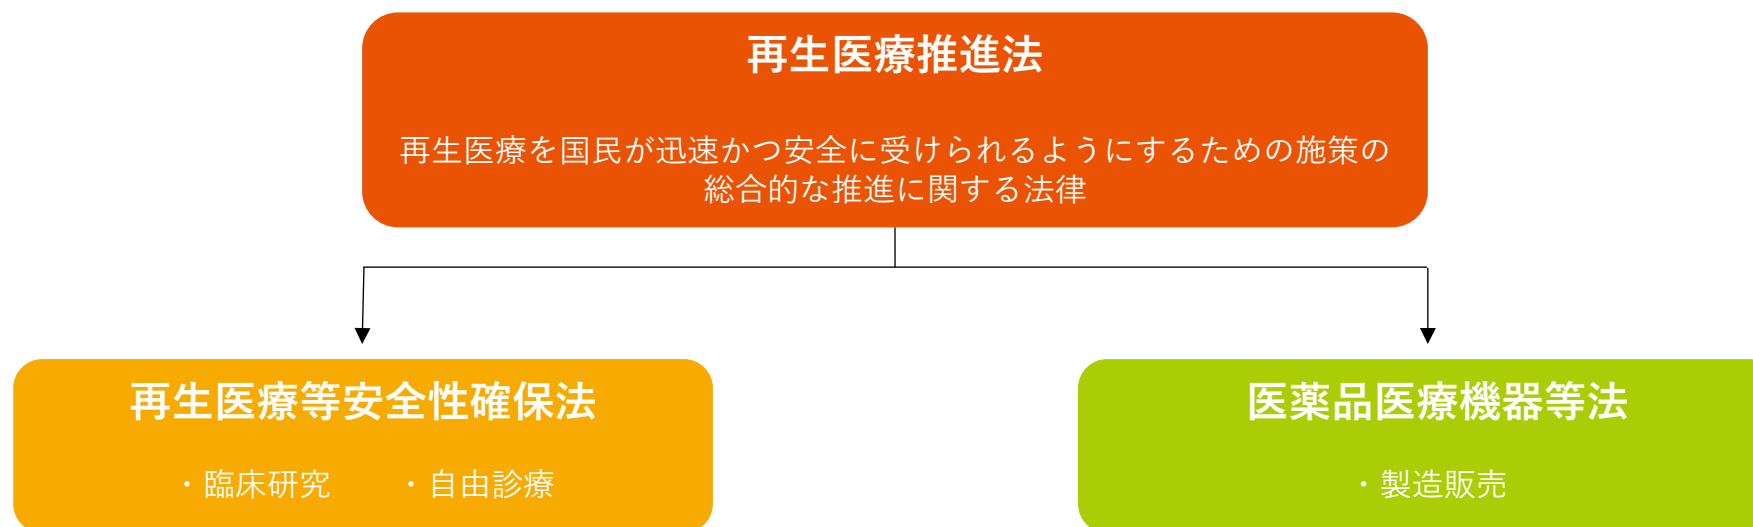 再生医療推進法
再生医療を国民が迅速かつ安全に受けられるようにするための施策の
総合的な推進に関する法律
再生医療等安全性確保法
・臨床研究　　・自由診療
医薬品医療機器等法
・製造販売